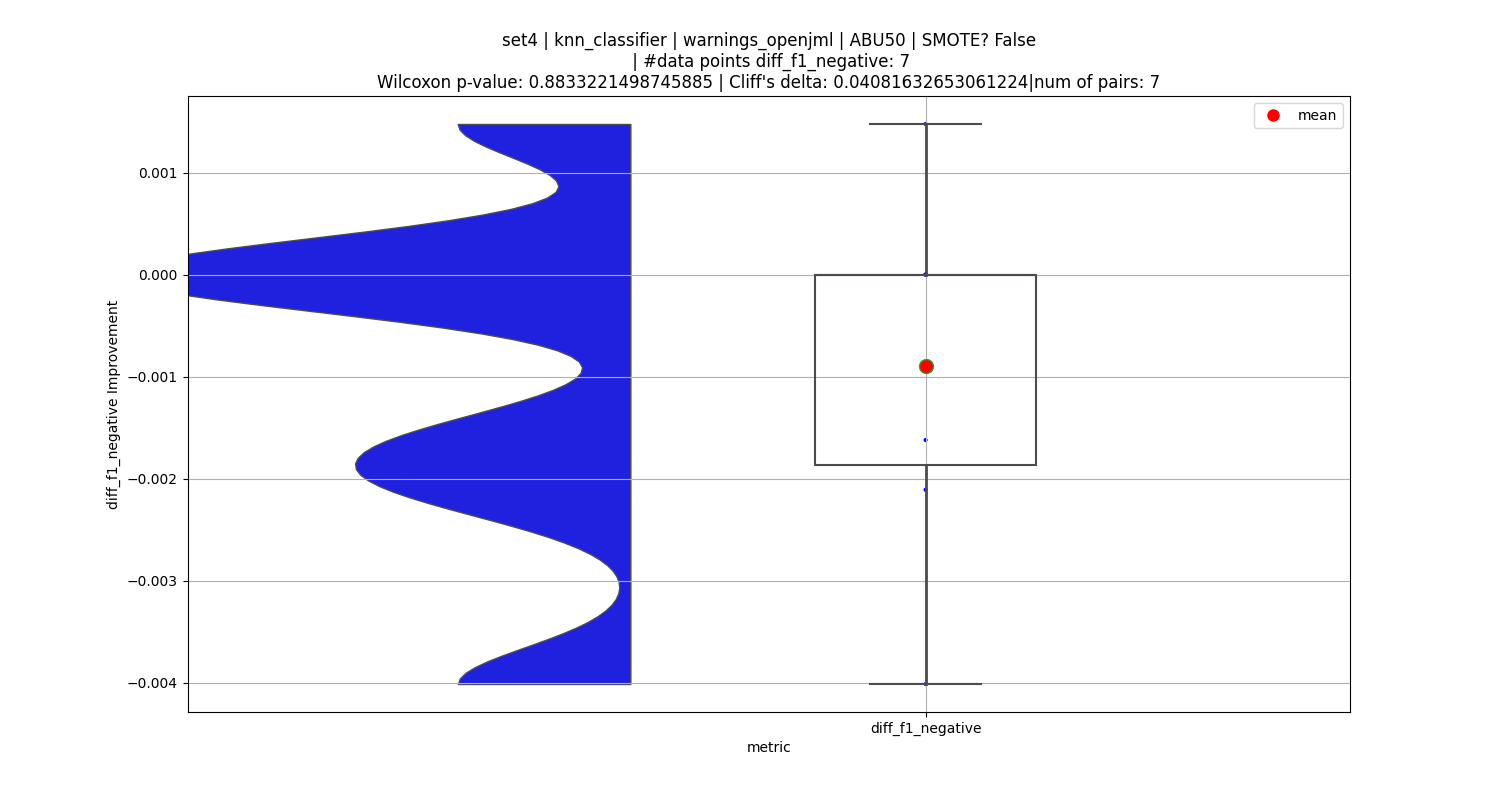 set4 | knn_classifier | warnings_openjml | ABU50 | SMOTE? False
| #data points diff_f1_negative: 7
Wilcoxon p-value: 0.8833221498745885 | Cliff's delta: 0.04081632653061224|num of pairs: 7
mean
0.001
0.000
−0.001
−0.002
−0.003
−0.004
diff_f1_negative Improvement
diff_f1_negative
metric